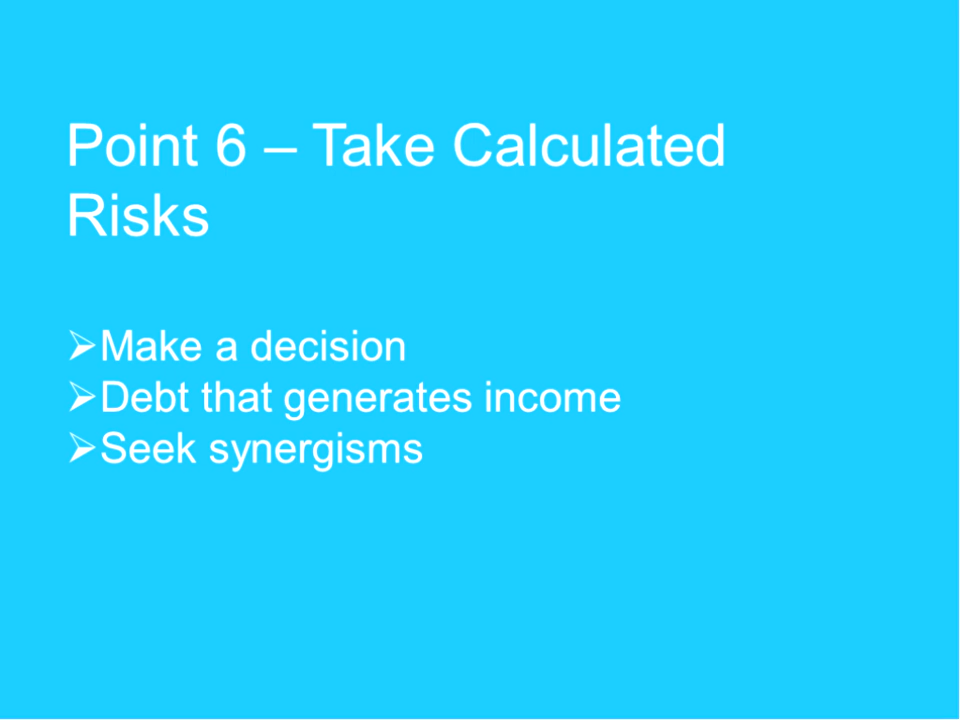 Point 6 – Take Calculated
Risks
➢Make a decision
➢Debt that generates income
➢Seek synergisms